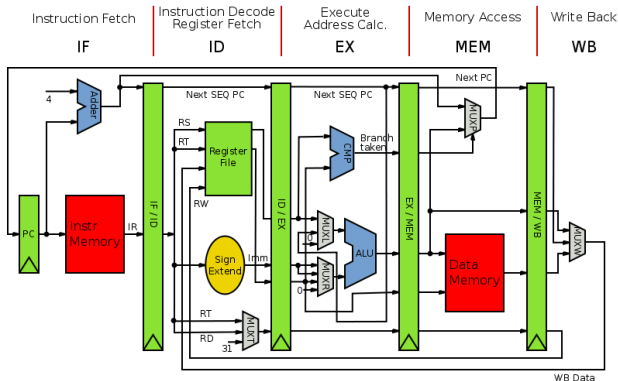 Instruction Fetch
IF
Instruction Decode
Register Fetch
ID
Execute
Address Calc.
EX
Memory Access
MEM
Write Back
WB
Next PC
4
Adder
Next SEQ PC
Next SEQ PC
MUXP
RS
RT
Register
File
CMP
Branch
taken
RW
PC
Instr
Memory
IR
IF / ID
ID / EX
EX / MEM
MEM / WB
MUXL
0
ALU
MUXW
Sign
Extend
Imm
MUXR
0
Data
Memory
RT
RD
MUXT
31
WB Data